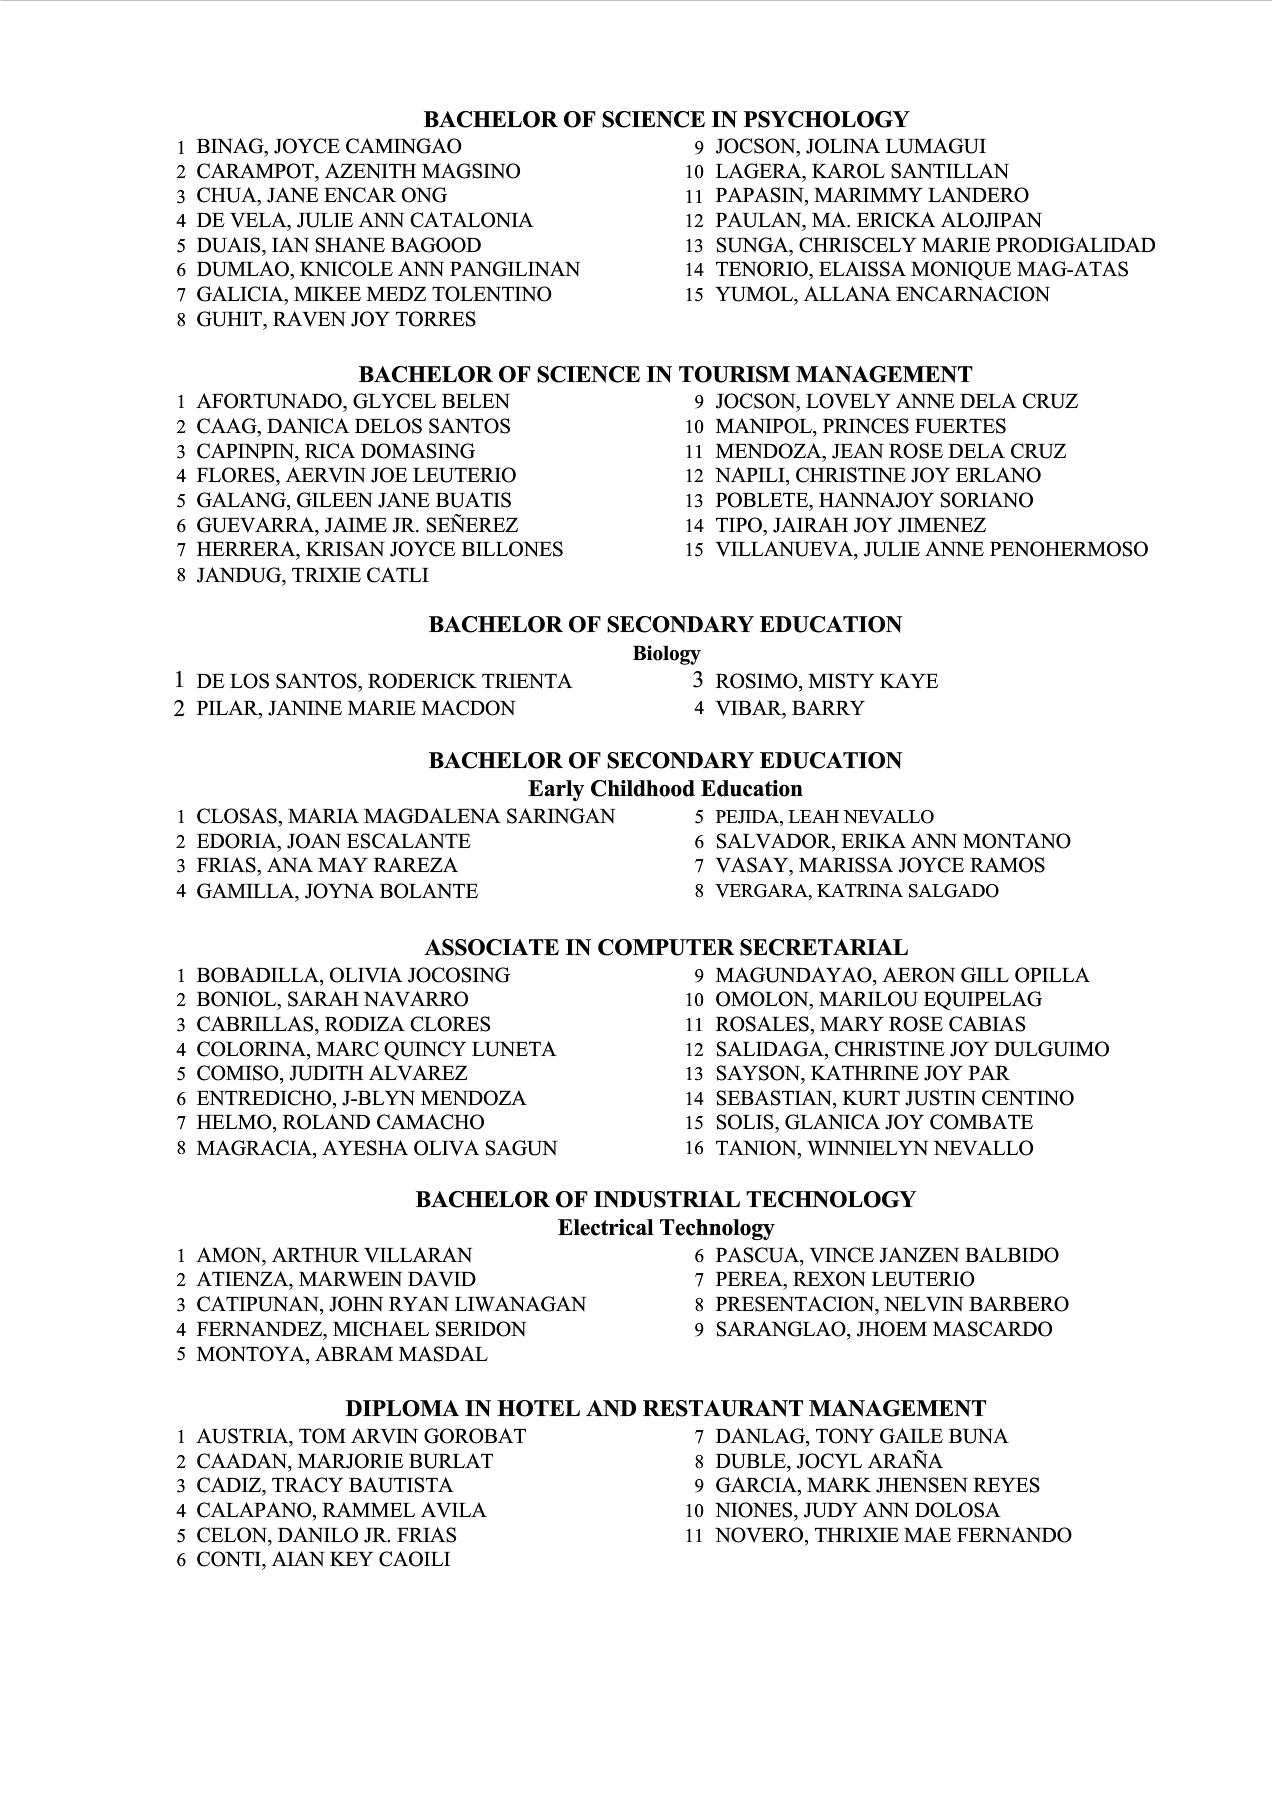 BACHELOR OF SCIENCE IN PSYCHOLOGY
1 BINAG, JOYCE CAMINGAO
2 CARAMPOT, AZENITH MAGSINO
3 CHUA, JANE ENCAR ONG
4 DE VELA, JULIE ANN CATALONIA
5 DUAIS, IAN SHANE BAGOOD
6 DUMLAO, KNICOLE ANN PANGILINAN
7 GALICIA, MIKEE MEDZ TOLENTINO
8 GUHIT, RAVEN JOY TORRES
9 JOCSON, JOLINA LUMAGUI
10 LAGERA, KAROL SANTILLAN
11 PAPASIN, MARIMMY LANDERO
12 PAULAN, MA. ERICKA ALOJIPAN
13 SUNGA, CHRISCELY MARIE PRODIGALIDAD
14 TENORIO, ELAISSA MONIQUE MAG-ATAS
15 YUMOL, ALLANA ENCARNACION
BACHELOR OF SCIENCE IN TOURISM MANAGEMENT
1 AFORTUNADO, GLYCEL BELEN
2 CAAG, DANICA DELOS SANTOS
3 CAPINPIN, RICA DOMASING
4 FLORES, AERVIN JOE LEUTERIO
5 GALANG, GILEEN JANE BUATIS
6 GUEVARRA, JAIME JR. SEÑEREZ
7 HERRERA, KRISAN JOYCE BILLONES
8 JANDUG, TRIXIE CATLI
9 JOCSON, LOVELY ANNE DELA CRUZ
10 MANIPOL, PRINCES FUERTES
11 MENDOZA, JEAN ROSE DELA CRUZ
12 NAPILI, CHRISTINE JOY ERLANO
13 POBLETE, HANNAJOY SORIANO
14 TIPO, JAIRAH JOY JIMENEZ
15 VILLANUEVA, JULIE ANNE PENOHERMOSO
BACHELOR OF SECONDARY EDUCATION
Biology
1 DE LOS SANTOS, RODERICK TRIENTA
2 PILAR, JANINE MARIE MACDON
3 ROSIMO, MISTY KAYE
4 VIBAR, BARRY
BACHELOR OF SECONDARY EDUCATION
Early Childhood Education
1 CLOSAS, MARIA MAGDALENA SARINGAN
2 EDORIA, JOAN ESCALANTE
3 FRIAS, ANA MAY RAREZA
4 GAMILLA, JOYNA BOLANTE
5 PEJIDA, LEAH NEVALLO
6 SALVADOR, ERIKA ANN MONTANO
7 VASAY, MARISSA JOYCE RAMOS
8 VERGARA, KATRINA SALGADO
ASSOCIATE IN COMPUTER SECRETARIAL
1 BOBADILLA, OLIVIA JOCOSING
2 BONIOL, SARAH NAVARRO
3 CABRILLAS, RODIZA CLORES
4 COLORINA, MARC QUINCY LUNETA
5 COMISO, JUDITH ALVAREZ
6 ENTREDICHO, J-BLYN MENDOZA
7 HELMO, ROLAND CAMACHO
8 MAGRACIA, AYESHA OLIVA SAGUN
9 MAGUNDAYAO, AERON GILL OPILLA
10 OMOLON, MARILOU EQUIPELAG
11 ROSALES, MARY ROSE CABIAS
12 SALIDAGA, CHRISTINE JOY DULGUIMO
13 SAYSON, KATHRINE JOY PAR
14 SEBASTIAN, KURT JUSTIN CENTINO
15 SOLIS, GLANICA JOY COMBATE
16 TANION, WINNIELYN NEVALLO
BACHELOR OF INDUSTRIAL TECHNOLOGY
Electrical Technology
1 AMON, ARTHUR VILLARAN
2 ATIENZA, MARWEIN DAVID
3 CATIPUNAN, JOHN RYAN LIWANAGAN
4 FERNANDEZ, MICHAEL SERIDON
5 MONTOYA, ABRAM MASDAL
6 PASCUA, VINCE JANZEN BALBIDO
7 PEREA, REXON LEUTERIO
8 PRESENTACION, NELVIN BARBERO
9 SARANGLAO, JHOEM MASCARDO
DIPLOMA IN HOTEL AND RESTAURANT MANAGEMENT
1 AUSTRIA, TOM ARVIN GOROBAT
2 CAADAN, MARJORIE BURLAT
3 CADIZ, TRACY BAUTISTA
4 CALAPANO, RAMMEL AVILA
5 CELON, DANILO JR. FRIAS
6 CONTI, AIAN KEY CAOILI
7 DANLAG, TONY GAILE BUNA
8 DUBLE, JOCYL ARAÑA
9 GARCIA, MARK JHENSEN REYES
10 NIONES, JUDY ANN DOLOSA
11 NOVERO, THRIXIE MAE FERNANDO